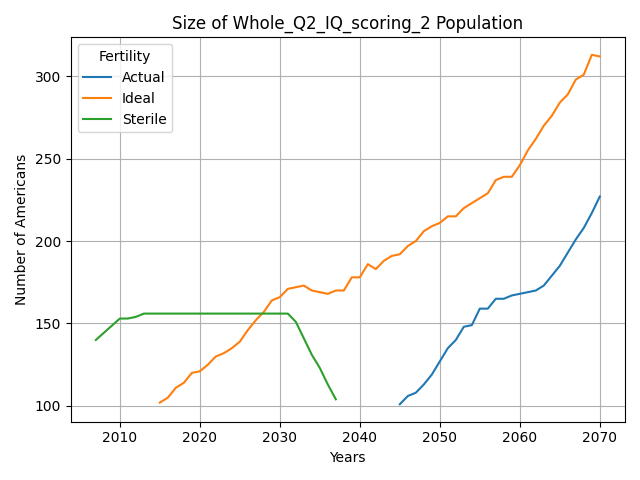 Size of Whole_Q2_IQ_scoring_2 Population
Fertility
Actual
Ideal
Sterile
Number of Americans
300
250
200
150
100
2010 2020 2030 2040 2050 2060 2070
Years